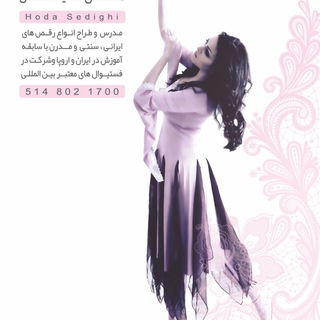 Hoda Sedighi
مدرس و طراح انواع رقص های
ایرانی، سنتی و مدرن با سابقه
آموزش در ایران و اروپا وشرکت در
فستیوال های معتبر بین المللی
514 802 1700